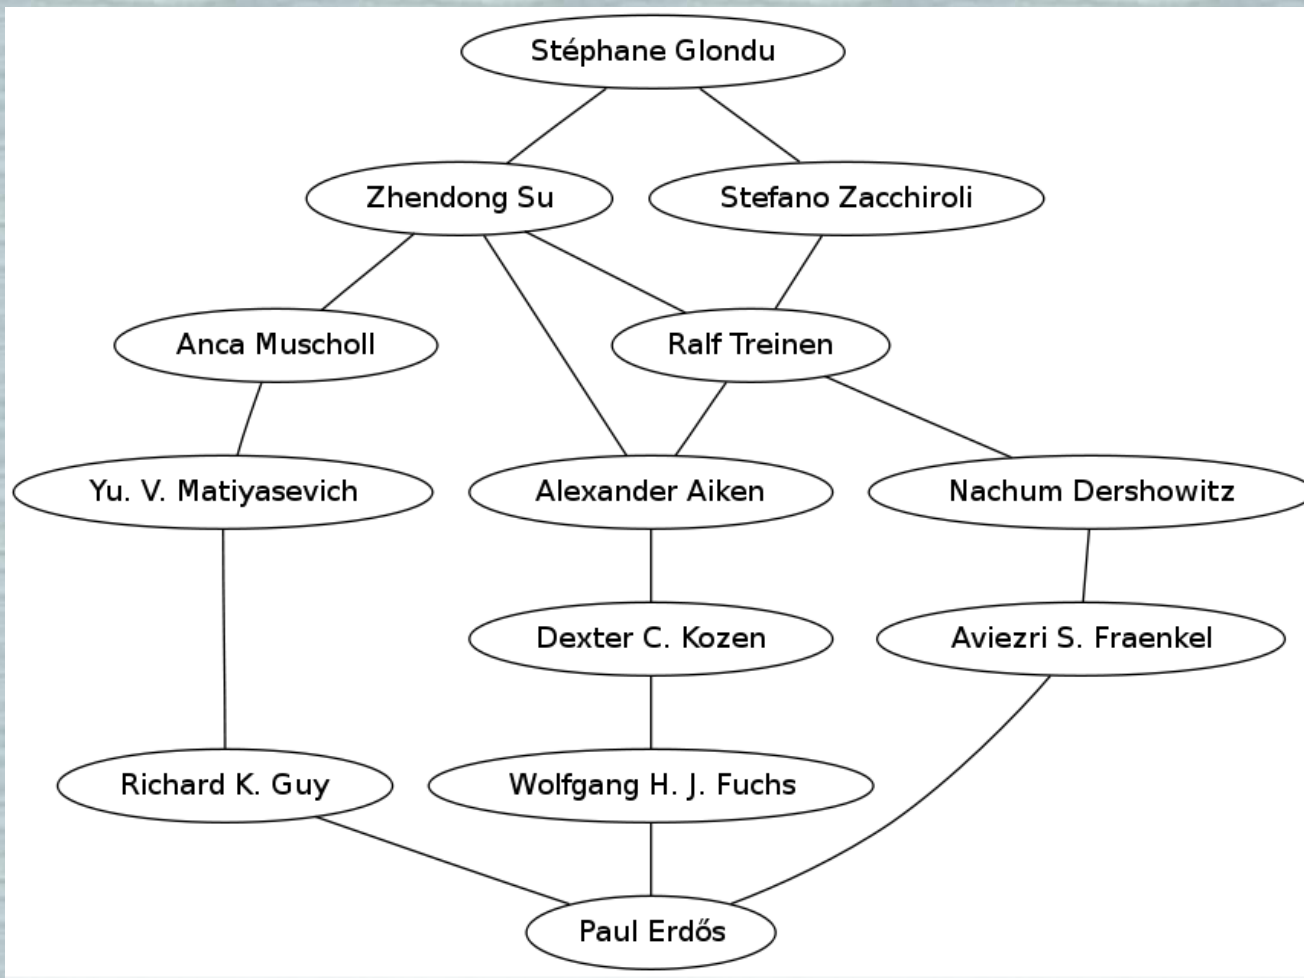 Stéphane Glondu
Zhendong Su
Stefano Zacchiroli
Anca Muscholl
Ralf Treinen
Yu. V. Matiyasevich
Alexander Aiken
Nachum Dershowitz
Dexter C. Kozen
Aviezri S. Fraenkel
Richard K. Guy
Wolfgang H. J. Fuchs
Paul Erdős